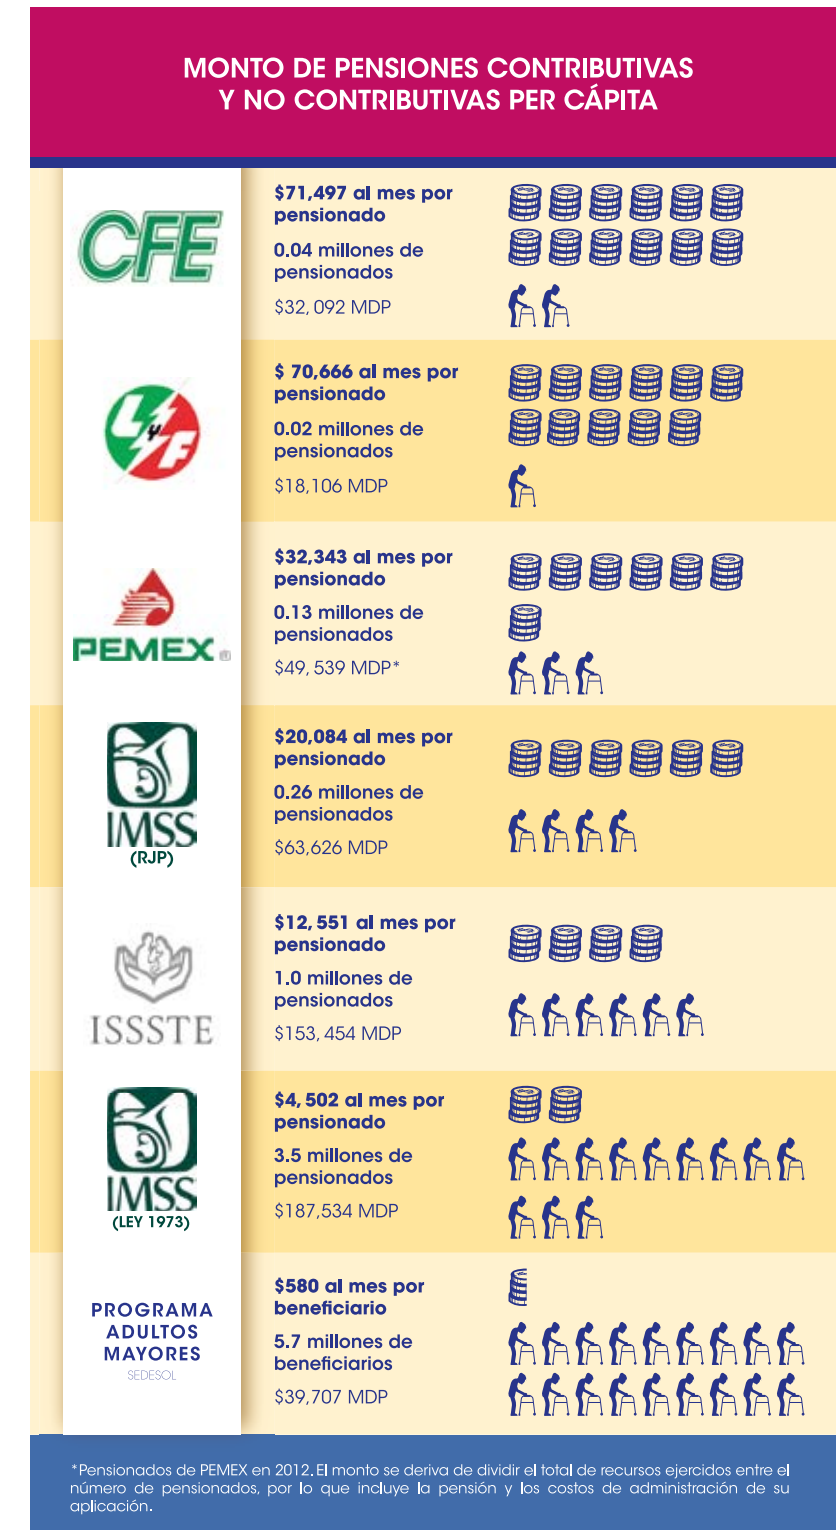 MONTO DE PENSIONES CONTRIBUTIVAS
Y NO CONTRIBUTIVAS PER CÁPITA
CFE
$71,497 al mes por
pensionado
0.04 millones de
pensionados
$32, 092 MDP
LyF
$ 70,666 al mes por
pensionado
0.02 millones de
pensionados
$18,106 MDP
PEMEX ®
$32,343 al mes por
pensionado
0.13 millones de
pensionados
$49, 539 MDP*
IMSS
(RJP)
$20,084 al mes por
pensionado
0.26 millones de
pensionados
$63,626 MDP
ISSSTE
$12, 551 al mes por
pensionado
1.0 millones de
pensionados
$153, 454 MDP
IMSS
(LEY 1973)
$4, 502 al mes por
pensionado
3.5 millones de
pensionados
$187,534 MDP
PROGRAMA
ADULTOS
MAYORES
SEDESOL
$580 al mes por
beneficiario
5.7 millones de
beneficiarios
$39,707 MDP
*Pensionados de PEMEX en 2012. El monto se deriva de dividir el total de recursos ejercidos entre el
número de pensionados, por lo que incluye la pensión y los costos de administración de su
aplicación.